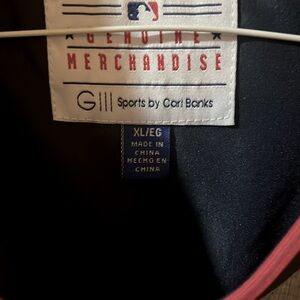 GENUINE
MERCHANDISE
GIII Sports by Carl Banks
XL/EG
MADE IN
CHINA
HECHO EN
CHINA